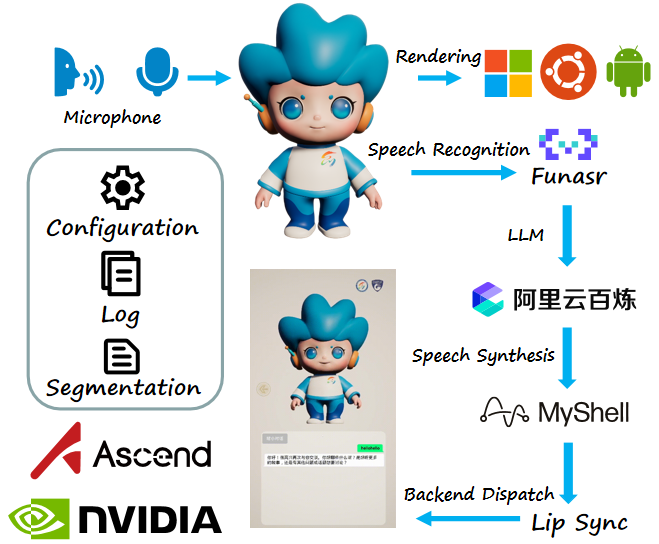 Rendering
Microphone
Speech Recognition
Funasr
Configuration
LLM
Log
阿里云百炼
Segmentation
Speech Synthesis
MyShell
Ascend
hellohello
Backend Dispatch
NVIDIA
Lip Sync